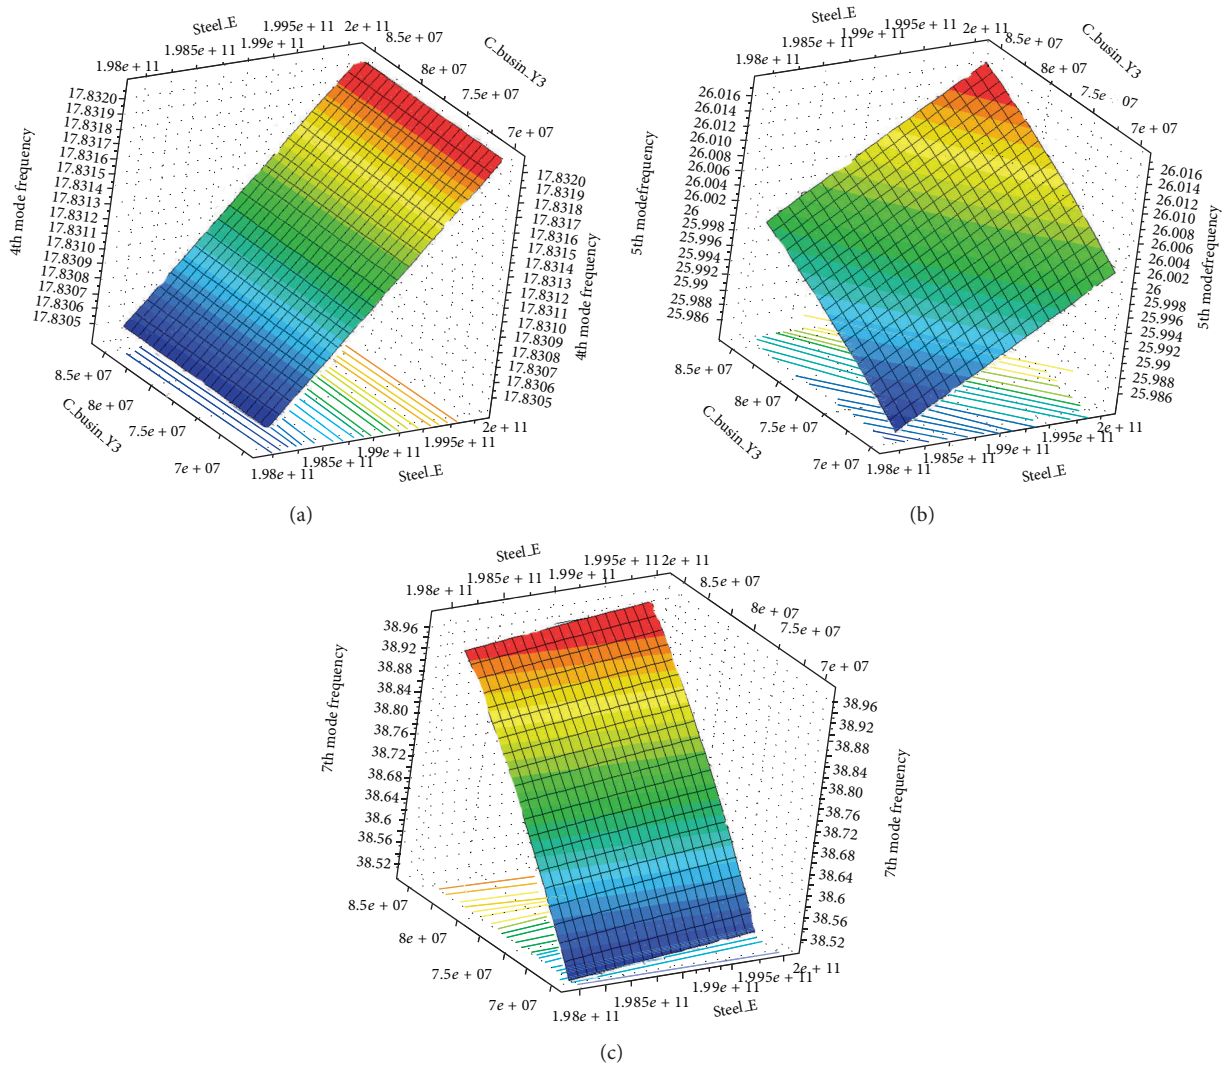 Steel_E
1.98e + 11
1.985e + 11
1.99e + 11
1.995e + 11
2e + 11
8.5e + 07
8e + 07
7.5e + 07
7e + 07
C_busin_Y3
4th mode frequency
17.8320
17.8319
17.8318
17.8317
17.8316
17.8315
17.8314
17.8313
17.8312
17.8311
17.8310
17.8309
17.8308
17.8307
17.8306
17.8305
17.8320
17.8319
17.8318
17.8317
17.8316
17.8315
17.8314
17.8313
17.8312
17.8311
17.8310
17.8309
17.8308
17.8307
17.8306
17.8305
4th mode frequency
8.5e + 07
8e + 07
7.5e + 07
7e + 07
C_busin_Y3
1.98e + 11
1.985e + 11
1.99e + 11
1.995e + 11
2e + 11
Steel_E
(a)
Steel_E
1.98e + 11
1.985e + 11
1.99e + 11
1.995e + 11
2e + 11
8.5e + 07
8e + 07
7.5e + 07
7e + 07
C_busin_Y3
5th modefrequency
26.016
26.014
26.012
26.010
26.008
26.006
26.004
26.002
26
25.998
25.996
25.994
25.992
25.99
25.988
25.986
26.016
26.014
26.012
26.010
26.008
26.006
26.004
26.002
26
25.998
25.996
25.994
25.992
25.99
25.988
25.986
5th modefrequency
8.5e + 07
8e + 07
7.5e + 07
7e + 07
C_busin_Y3
1.98e + 11
1.985e + 11
1.99e + 11
1.995e + 11
2e + 11
Steel_E
(b)
Steel_E
1.98e + 11
1.985e + 11
1.99e + 11
1.995e + 11
2e + 11
8.5e + 07
8e + 07
7.5e + 07
7e + 07
7th mode frequency
38.96
38.92
38.88
38.84
38.80
38.76
38.72
38.68
38.64
38.6
38.56
38.52
38.96
38.92
38.88
38.84
38.80
38.76
38.72
38.68
38.64
38.6
38.56
38.52
7th mode frequency
8.5e + 07
8e + 07
7.5e + 07
7e + 07
1.98e + 11
1.985e + 11
1.99e + 11
1.995e + 11
2e + 11
Steel_E
(c)